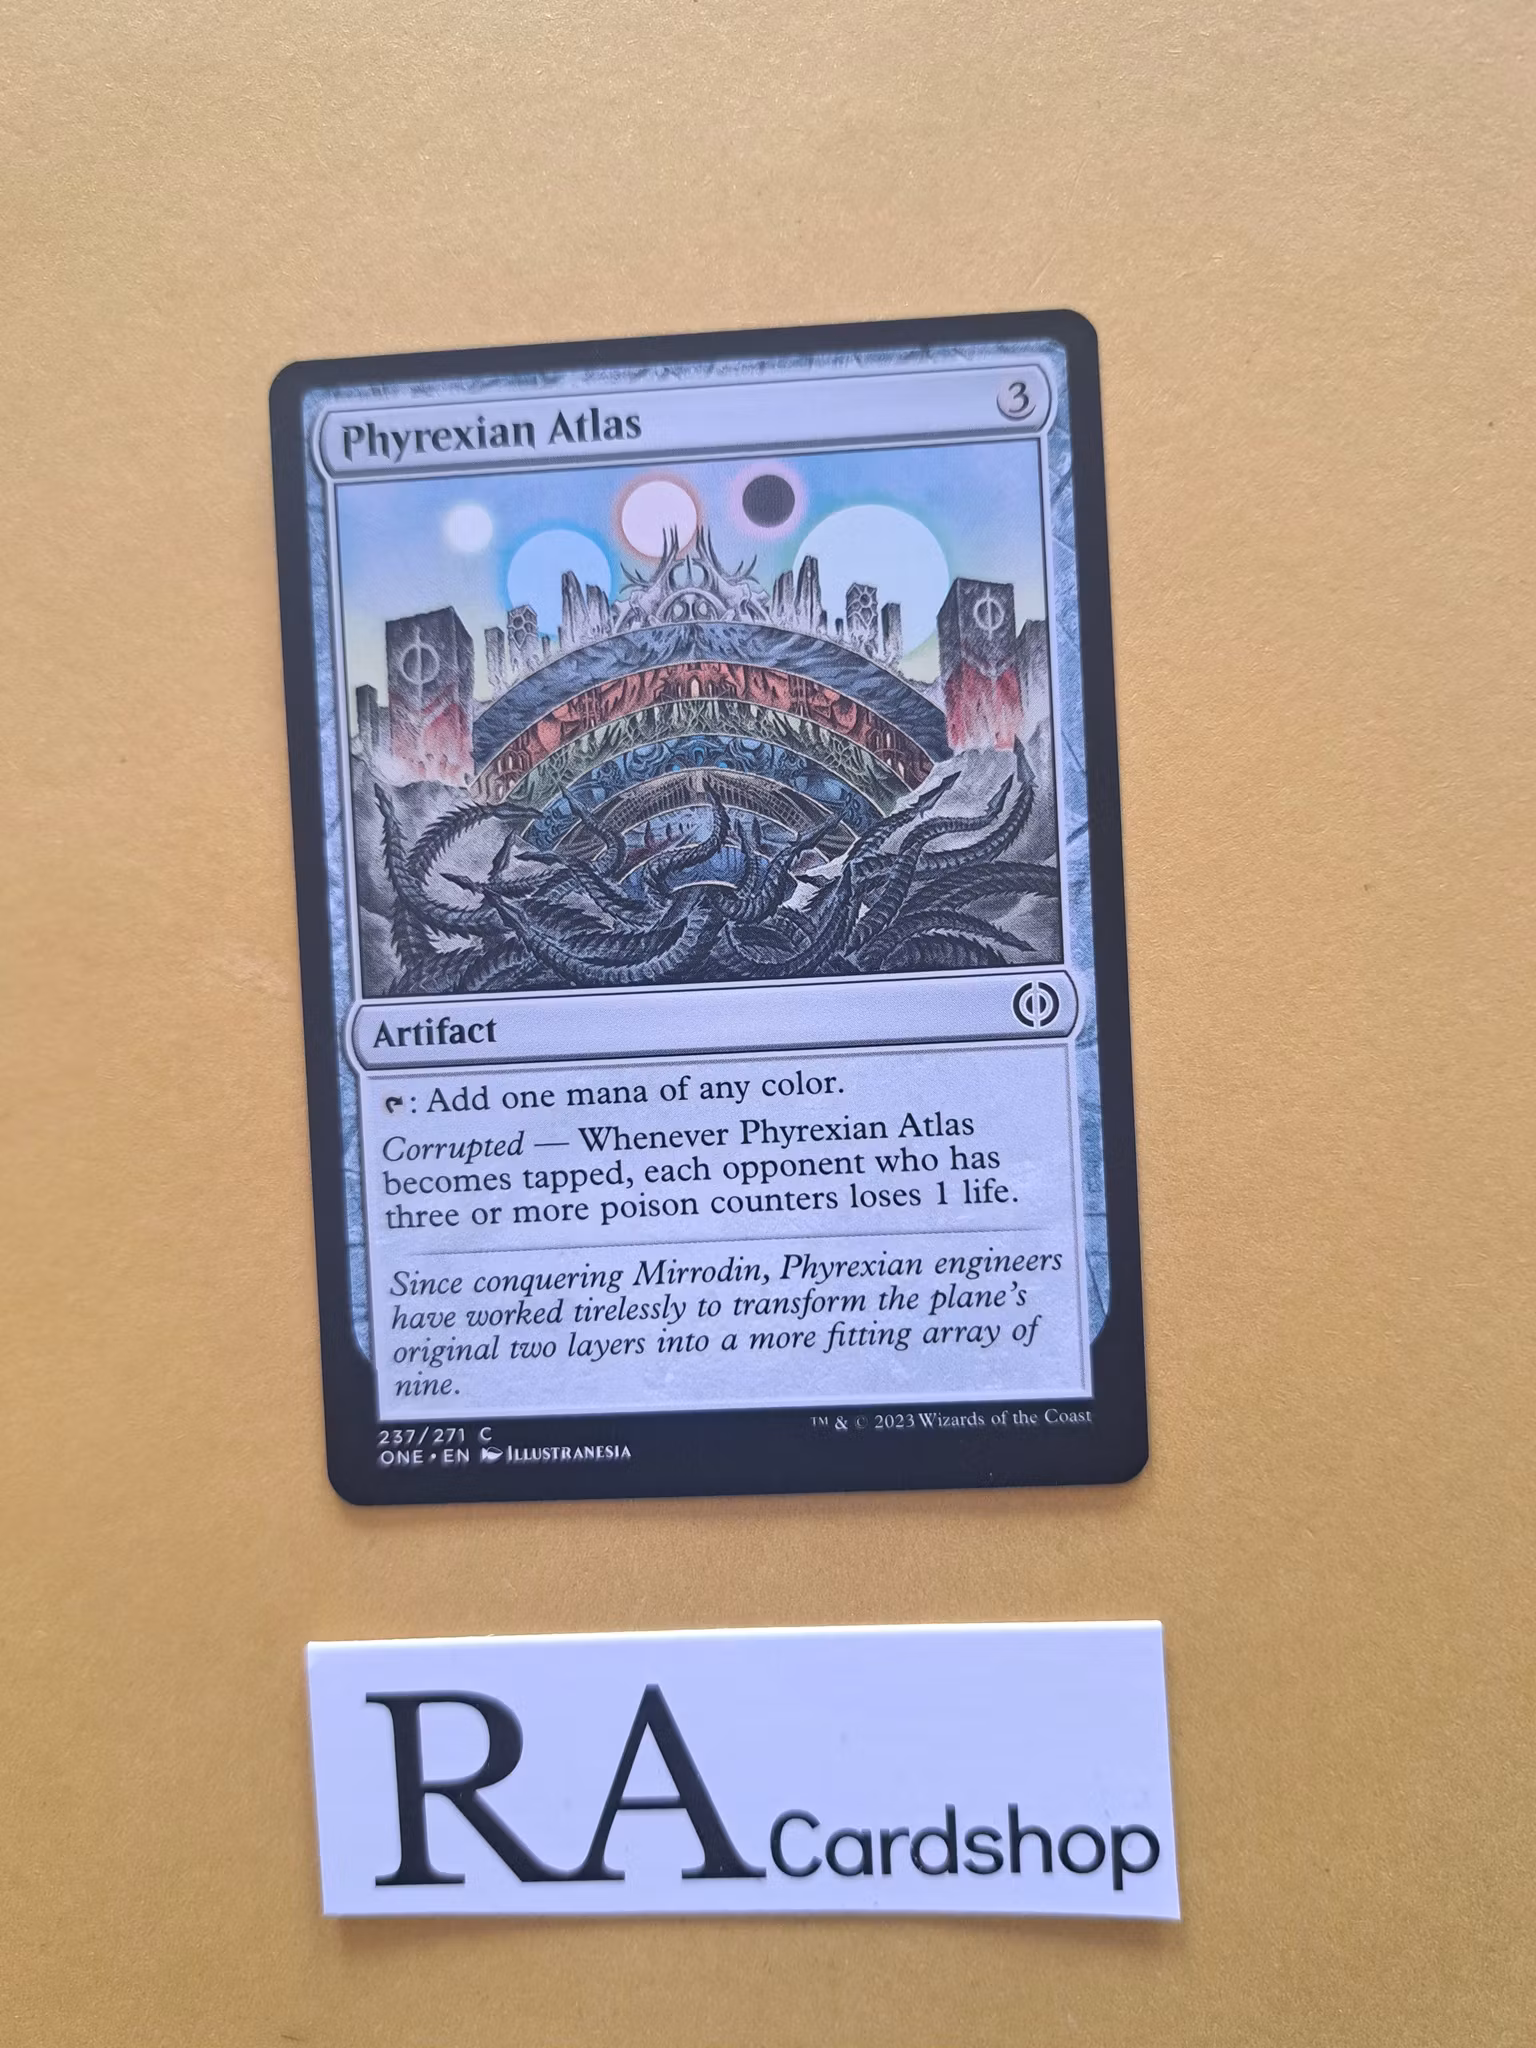 Phyrexian Atlas 3
Artifact
: Add one mana of any color.
Corrupted — Whenever Phyrexian Atlas
becomes tapped, each opponent who has
three or more poison counters loses 1 life.
Since conquering Mirrodin, Phyrexian engineers
have worked tirelessly to transform the plane's
original two layers into a more fitting array of
nine.
237/271 C
ONE • EN ILLUSTRANESIA
™ & © 2023 Wizards of the Coast
RA Cardshop